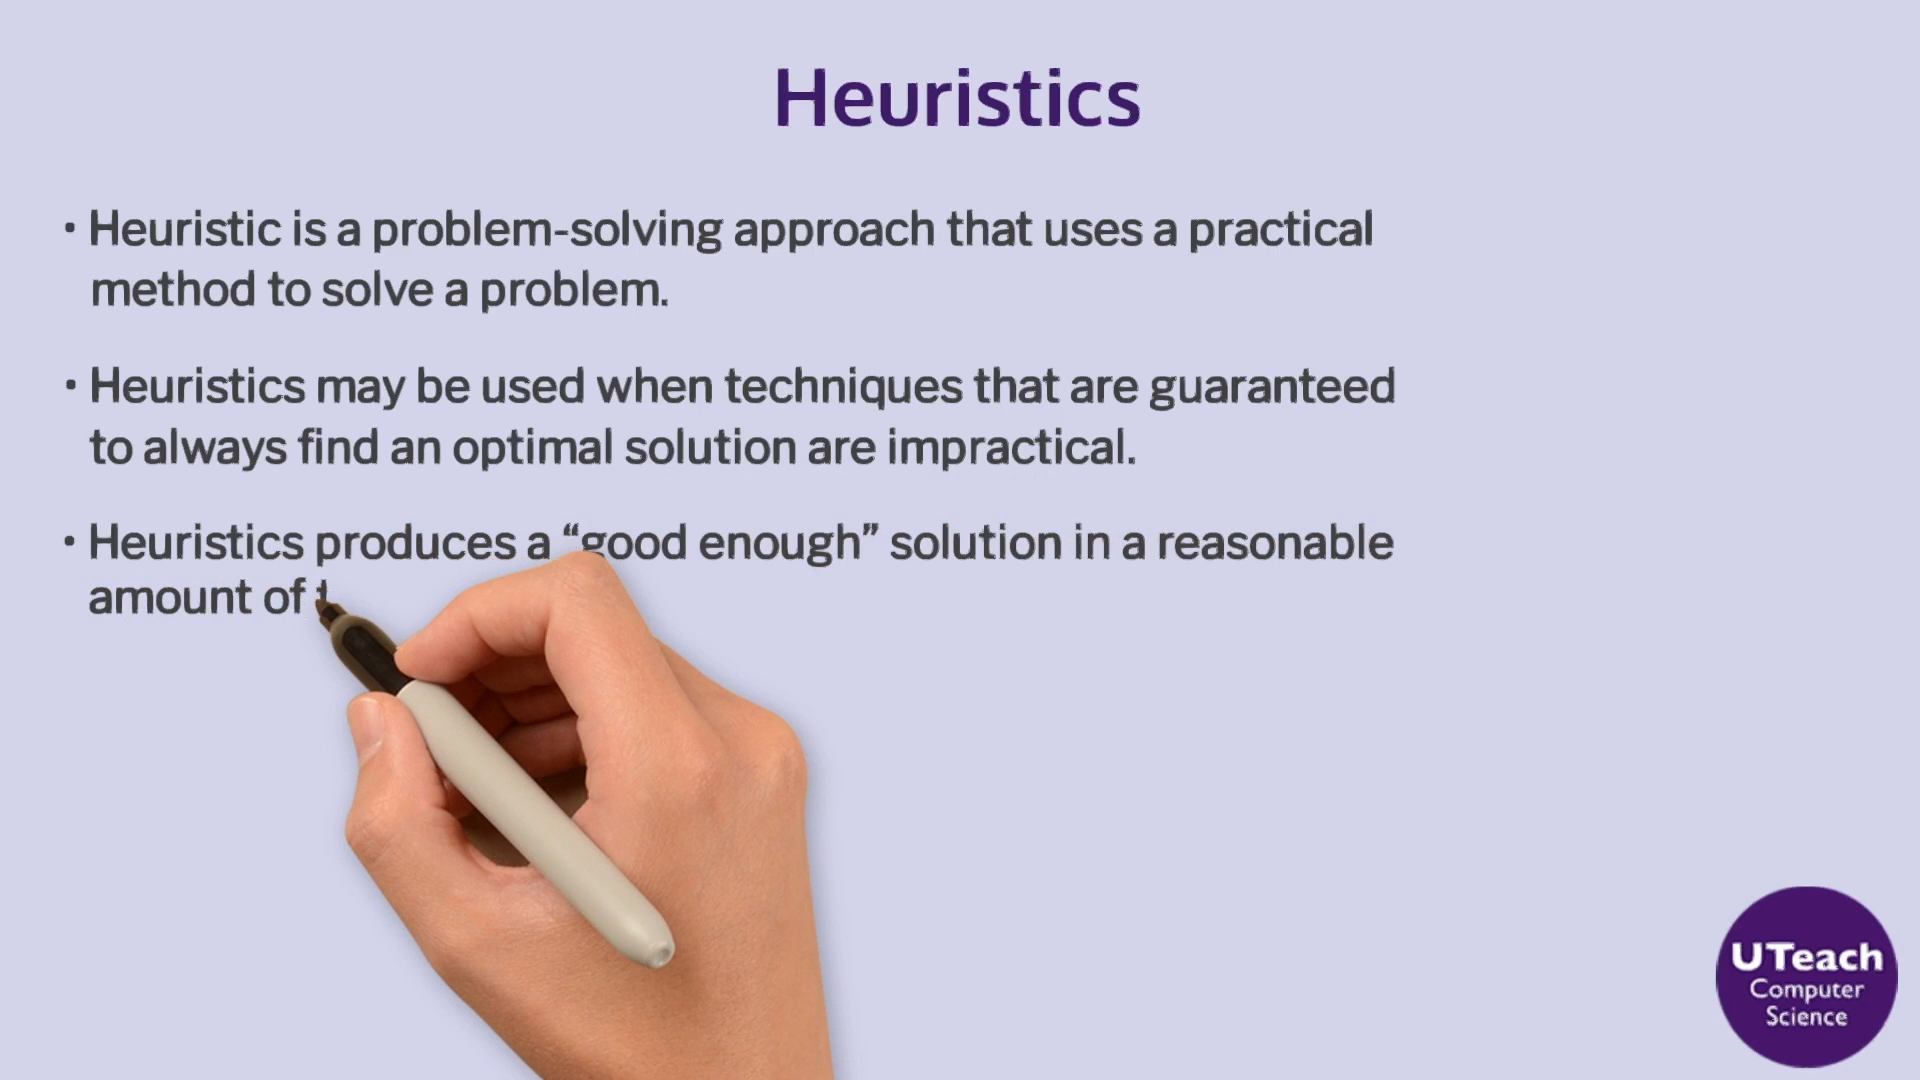 Heuristics
• Heuristic is a problem-solving approach that uses a practical
method to solve a problem.
• Heuristics may be used when techniques that are guaranteed
to always find an optimal solution are impractical.
• Heuristics produces a “good enough” solution in a reasonable
amount of
UTeach
Computer
Science